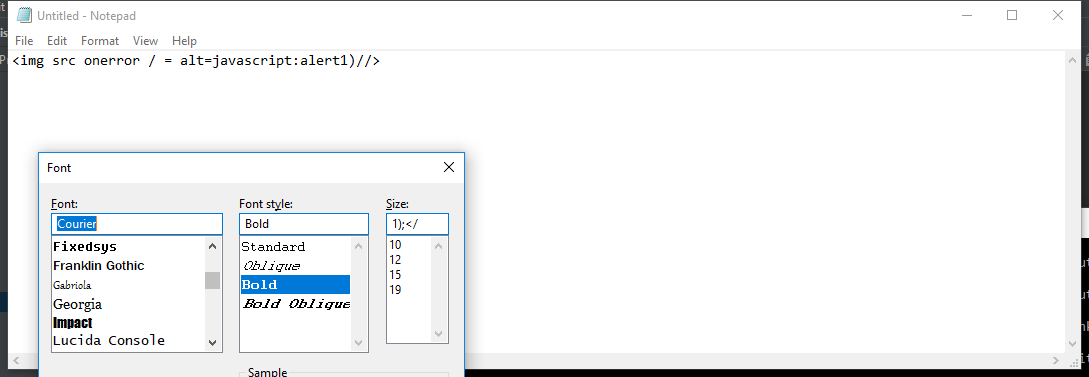 Untitled - Notepad
File Edit Format View Help
<img src onerror / = alt=javascript:alert1)//>
Font
Font: Font style: Size:
Courier Bold 1);</
Fixedsys Standard 10
Franklin Gothic Oblique 12
Gabriola Bold 15
Georgia Bold Oblique 19
Impact
Lucida Console
Sample